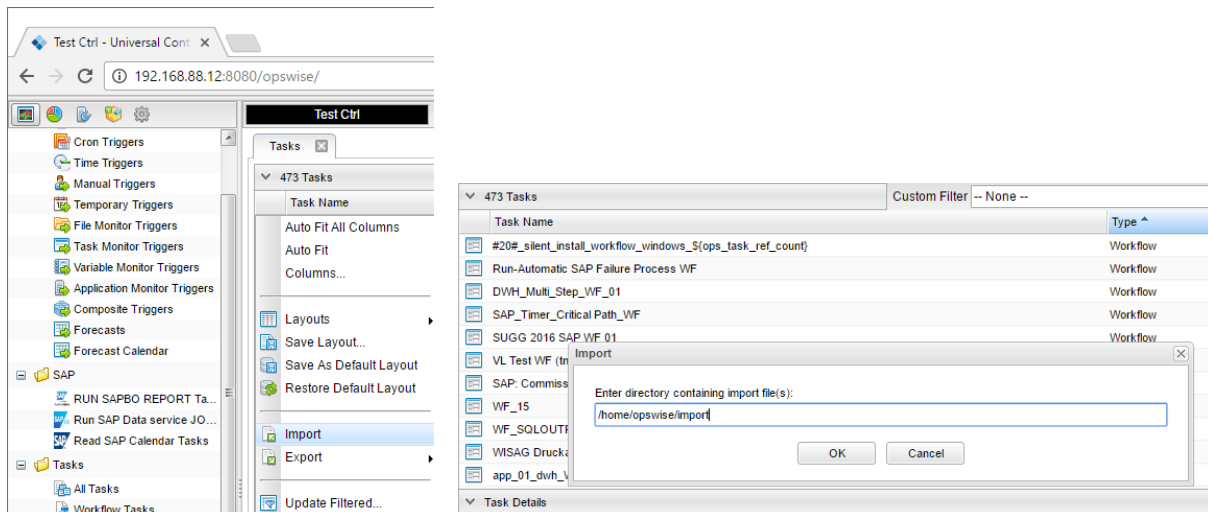 Test Ctrl - Universal Cont
192.168.88.12:8080/opswise/
Test Ctrl
Cron Triggers
Time Triggers
Manual Triggers
Temporary Triggers
File Monitor Triggers
Task Monitor Triggers
Variable Monitor Triggers
Application Monitor Triggers
Composite Triggers
Forecasts
Forecast Calendar
SAP
RUN SAPBO REPORT Ta...
Run SAP Data service JO...
Read SAP Calendar Tasks
Tasks
All Tasks
Workflow Tasks
Tasks
473 Tasks
Task Name
Auto Fit All Columns
Auto Fit
Columns...
Layouts
Save Layout...
Save As Default Layout
Restore Default Layout
Import
Export
Update Filtered...
473 Tasks Custom Filter -- None --
Task Name Type
#20#_silent_install_workflow_windows_${ops_task_ref_count} Workflow
Run-Automatic SAP Failure Process WF Workflow
DWH_Multi_Step_WF_01 Workflow
SAP_Timer_Critical Path_WF Workflow
SUGG 2016 SAP WF 01 Workflow
VL Test WF (tn
SAP: Commiss
WF_15
WF_SQLOUTF
WISAG Drucka
app_01_dwh_V
Import
Enter directory containing import file(s):
/home/opswise/import
OK Cancel
Task Details